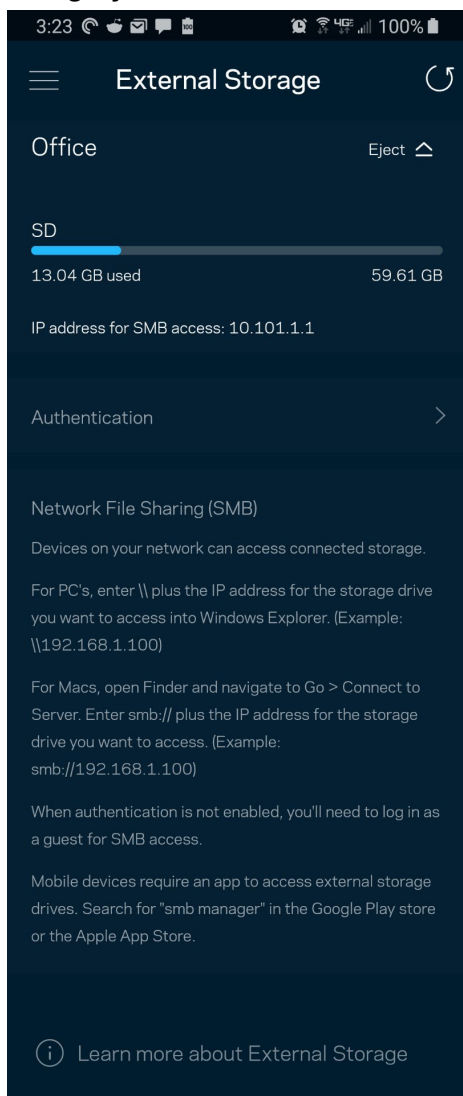 3:23 100 4G 100%
External Storage
Office Eject
SD
13.04 GB used 59.61 GB
IP address for SMB access: 10.101.1.1
Authentication
Network File Sharing (SMB)
Devices on your network can access connected storage.
For PC's, enter \\ plus the IP address for the storage drive
you want to access into Windows Explorer. (Example:
\\192.168.1.100)
For Macs, open Finder and navigate to Go > Connect to
Server. Enter smb:// plus the IP address for the storage
drive you want to access. (Example:
smb://192.168.1.100)
When authentication is not enabled, you'll need to log in as
a guest for SMB access.
Mobile devices require an app to access external storage
drives. Search for "smb manager" in the Google Play store
or the Apple App Store.
Learn more about External Storage